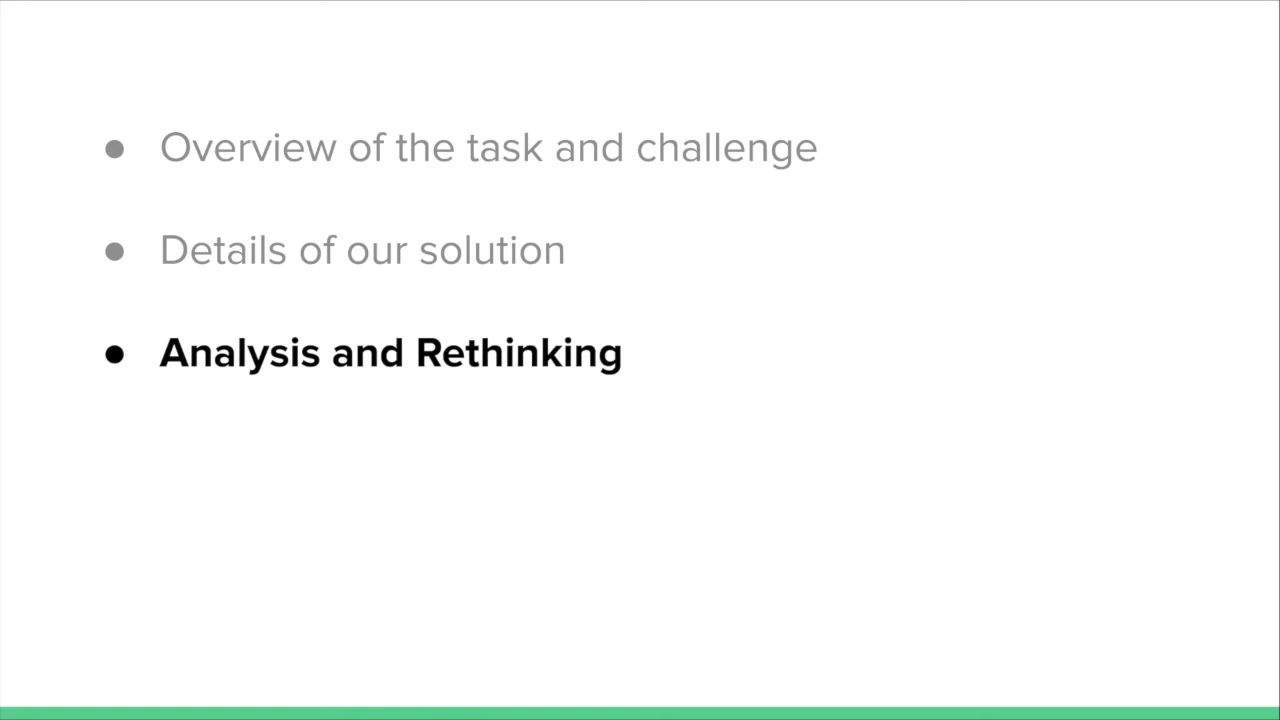 ● Overview of the task and challenge
● Details of our solution
● Analysis and Rethinking